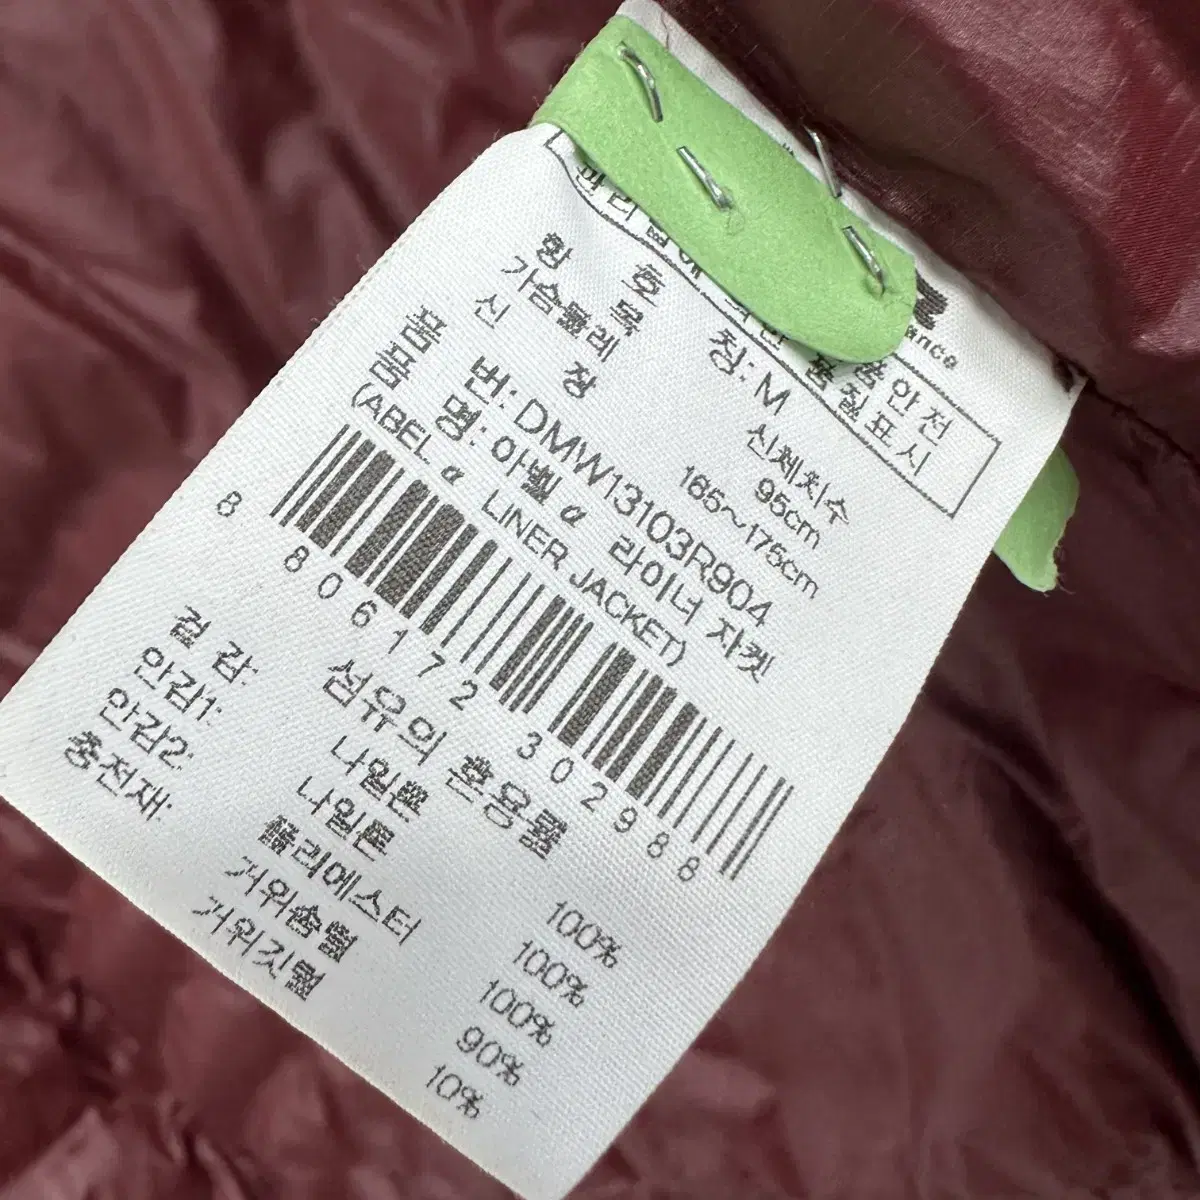 품질표시
호 칭: M
항 목 신체치수
가슴둘레 95cm
신 장 165~175cm
품 번: DMW13103R904
품 명: 아벨α 라이너 자켓
(ABEL α LINER JACKET)
8 806172 302988
섬유의 혼용률
겉 감: 나일론 100%
안감1: 나일론 100%
안감2: 폴리에스터 100%
충전재: 거위솜털 90%
거위깃털 10%